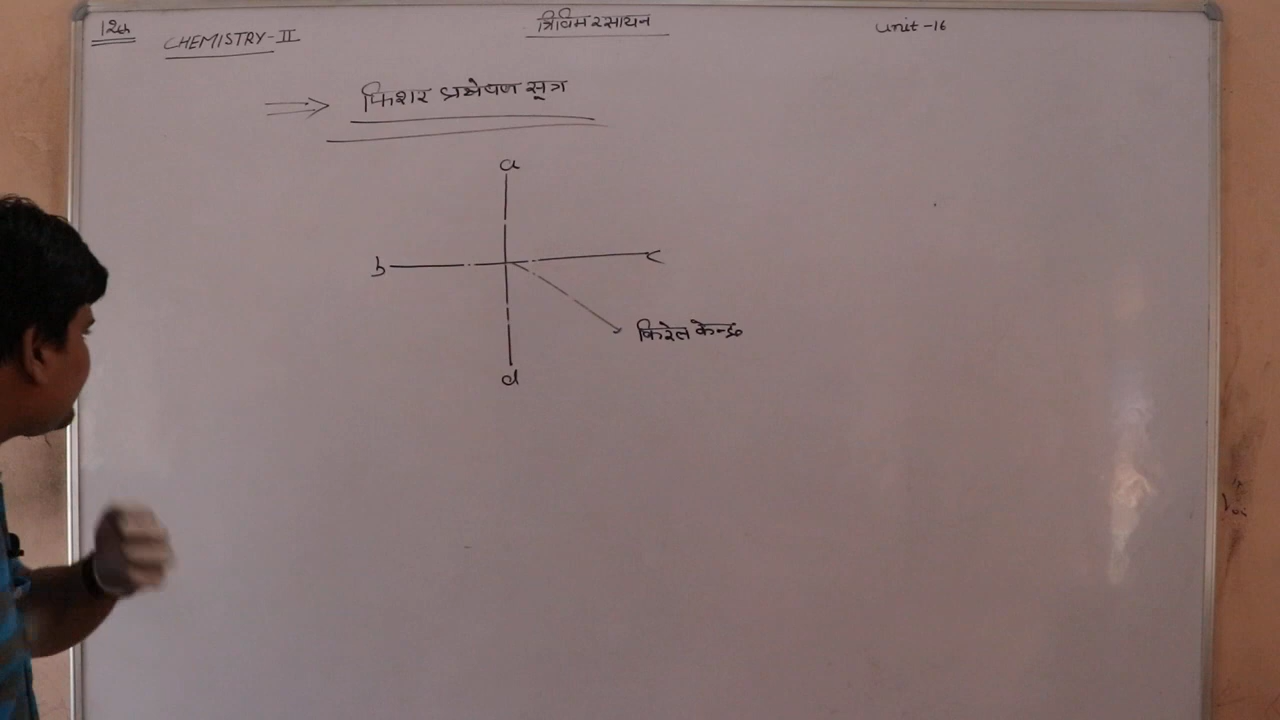 12th
CHEMISTRY-II
त्रिविम रसायन
Unit-16
फिशर प्रक्षेपण सूत्र
a
b c
किरेल केन्द्र
d